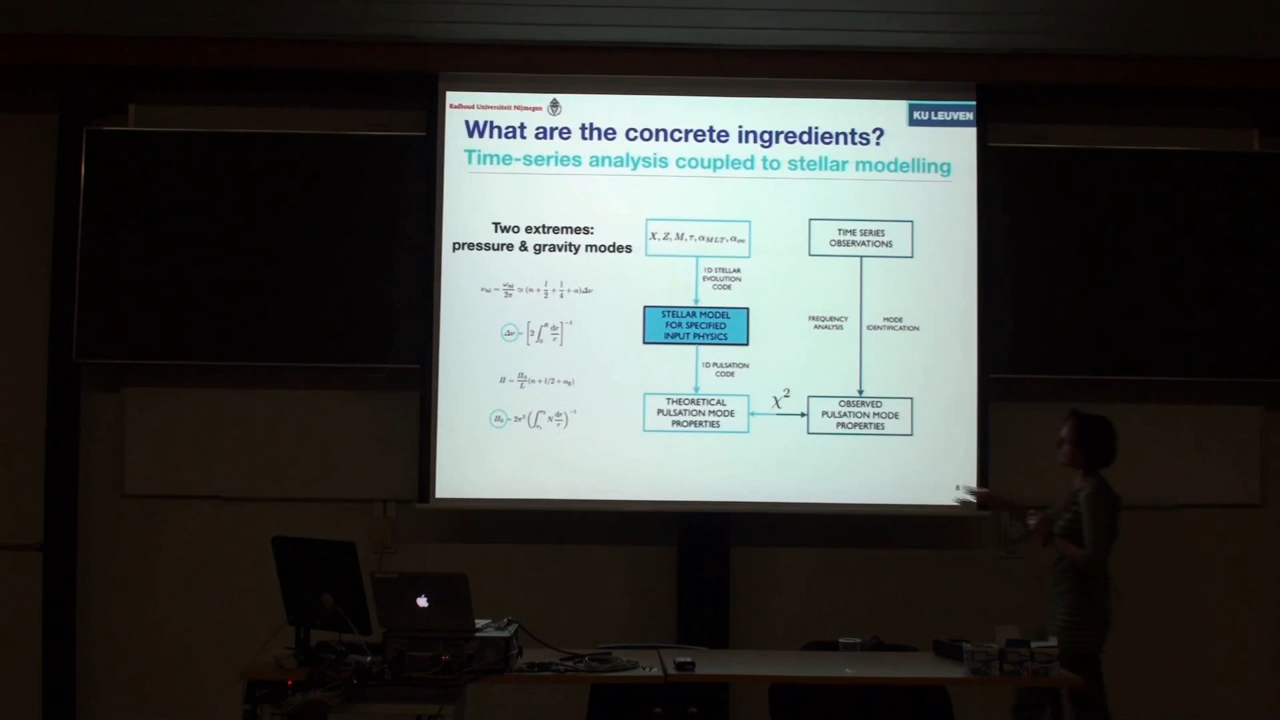 Radboud Universiteit Nijmegen
KU LEUVEN
What are the concrete ingredients?
Time-series analysis coupled to stellar modelling
Two extremes:
pressure & gravity modes
X, Z, M, τ, α_MLT, α_ov
1D STELLAR
EVOLUTION
CODE
STELLAR MODEL
FOR SPECIFIED
INPUT PHYSICS
1D PULSATION
CODE
THEORETICAL
PULSATION MODE
PROPERTIES
χ²
TIME SERIES
OBSERVATIONS
FREQUENCY
ANALYSIS
MODE
IDENTIFICATION
OBSERVED
PULSATION MODE
PROPERTIES